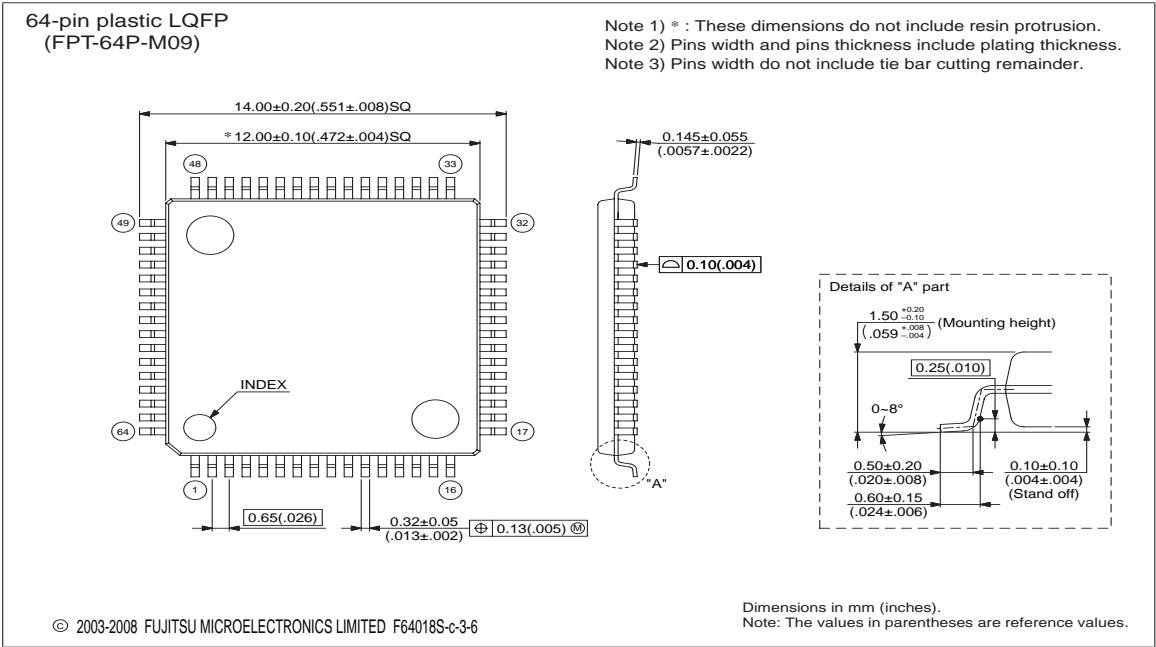 64-pin plastic LQFP
(FPT-64P-M09)
Note 1) * : These dimensions do not include resin protrusion.
Note 2) Pins width and pins thickness include plating thickness.
Note 3) Pins width do not include tie bar cutting remainder.
14.00±0.20(.551±.008)SQ
*12.00±0.10(.472±.004)SQ
48
33
49
32
INDEX
64
17
1
16
0.65(.026)
0.32±0.05
(.013±.002)
⌖ 0.13(.005) Ⓜ
0.145±0.055
(.0057±.0022)
⌓ 0.10(.004)
"A"
Details of "A" part
1.50 +0.20 −0.10 (Mounting height)
(.059 +.008 −.004)
0.25(.010)
0~8°
0.50±0.20
(.020±.008)
0.60±0.15
(.024±.006)
0.10±0.10
(.004±.004)
(Stand off)
© 2003-2008 FUJITSU MICROELECTRONICS LIMITED F64018S-c-3-6
Dimensions in mm (inches).
Note: The values in parentheses are reference values.